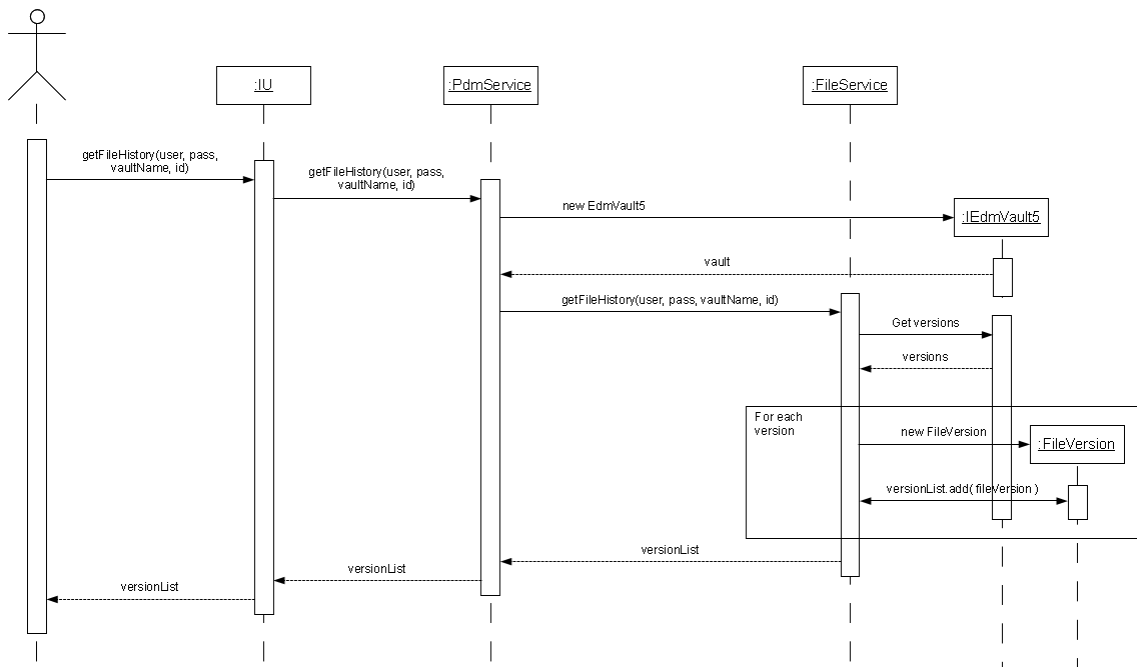 :IU
:PdmService
:FileService
getFileHistory(user, pass,
vaultName, id)
getFileHistory(user, pass,
vaultName, id)
new EdmVault5
:IEdmVault5
vault
getFileHistory(user, pass, vaultName, id)
Get versions
versions
For each
version
new FileVersion
:FileVersion
versionList.add( fileVersion )
versionList
versionList
versionList